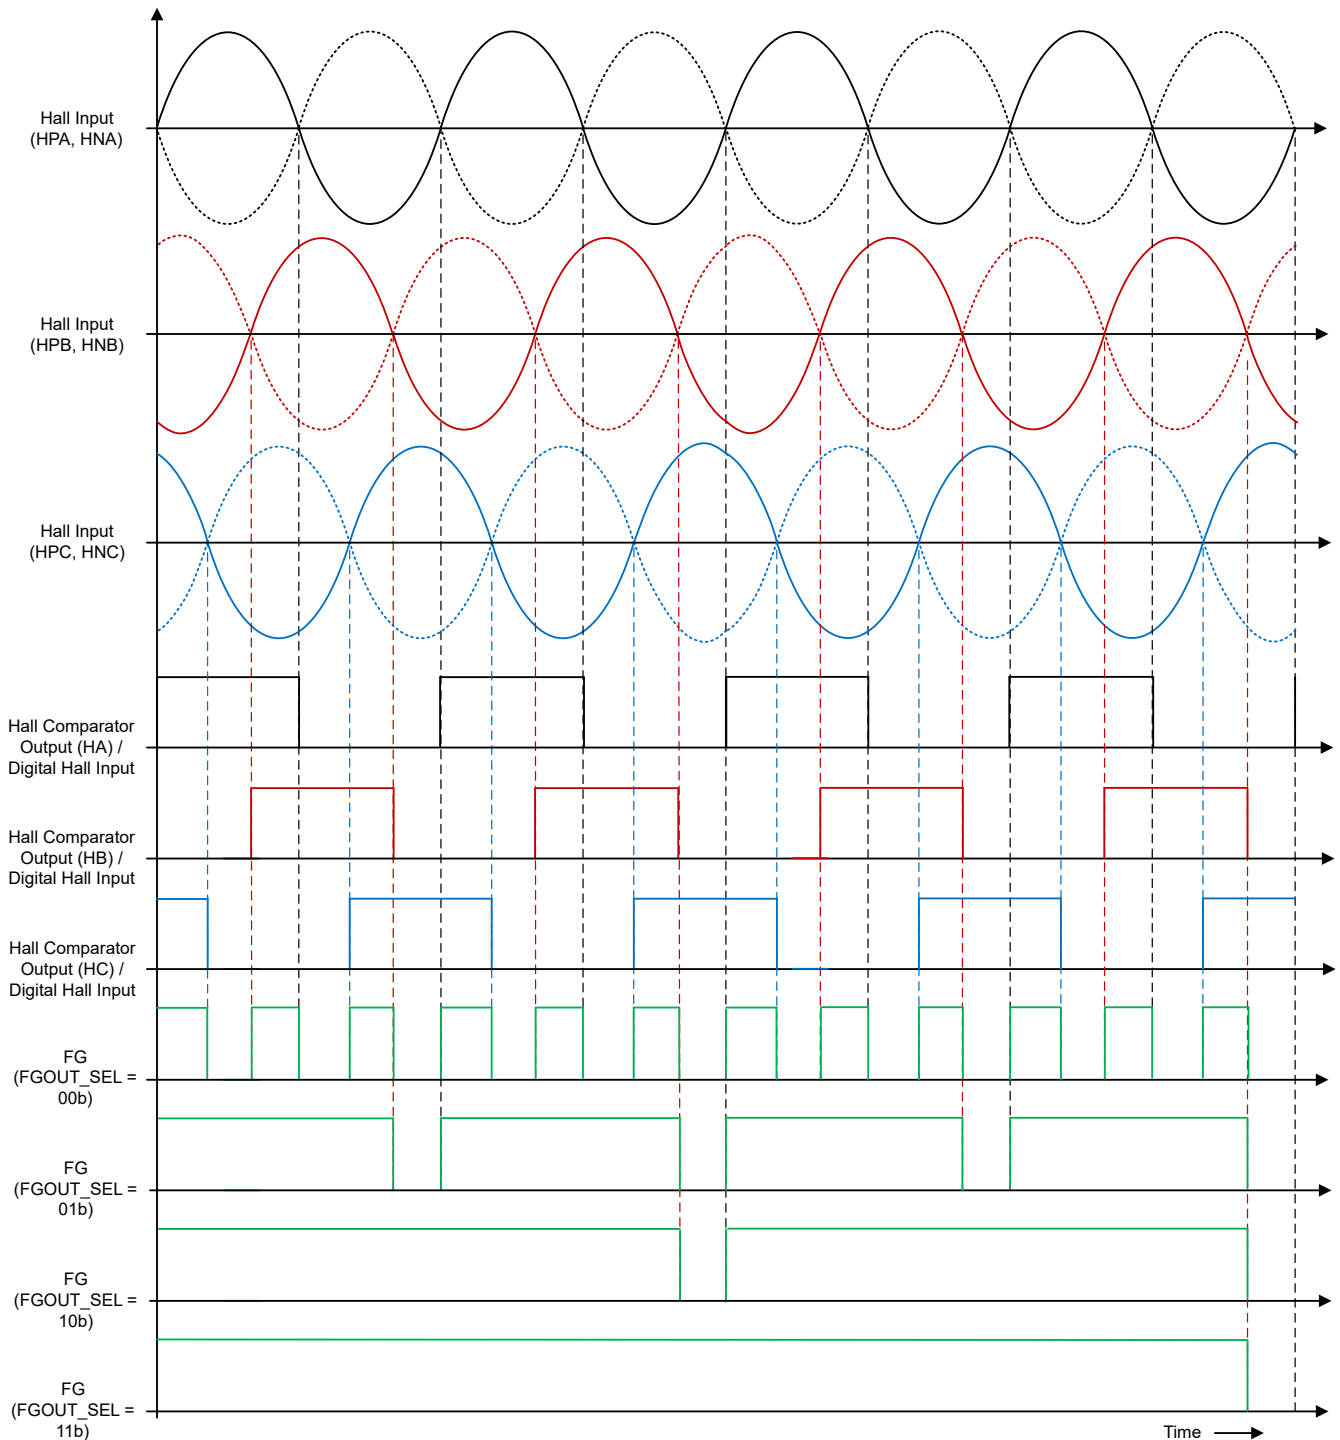 Hall Input
(HPA, HNA)
Hall Input
(HPB, HNB)
Hall Input
(HPC, HNC)
Hall Comparator
Output (HA) /
Digital Hall Input
Hall Comparator
Output (HB) /
Digital Hall Input
Hall Comparator
Output (HC) /
Digital Hall Input
FG
(FGOUT_SEL =
00b)
FG
(FGOUT_SEL =
01b)
FG
(FGOUT_SEL =
10b)
FG
(FGOUT_SEL =
11b)
Time